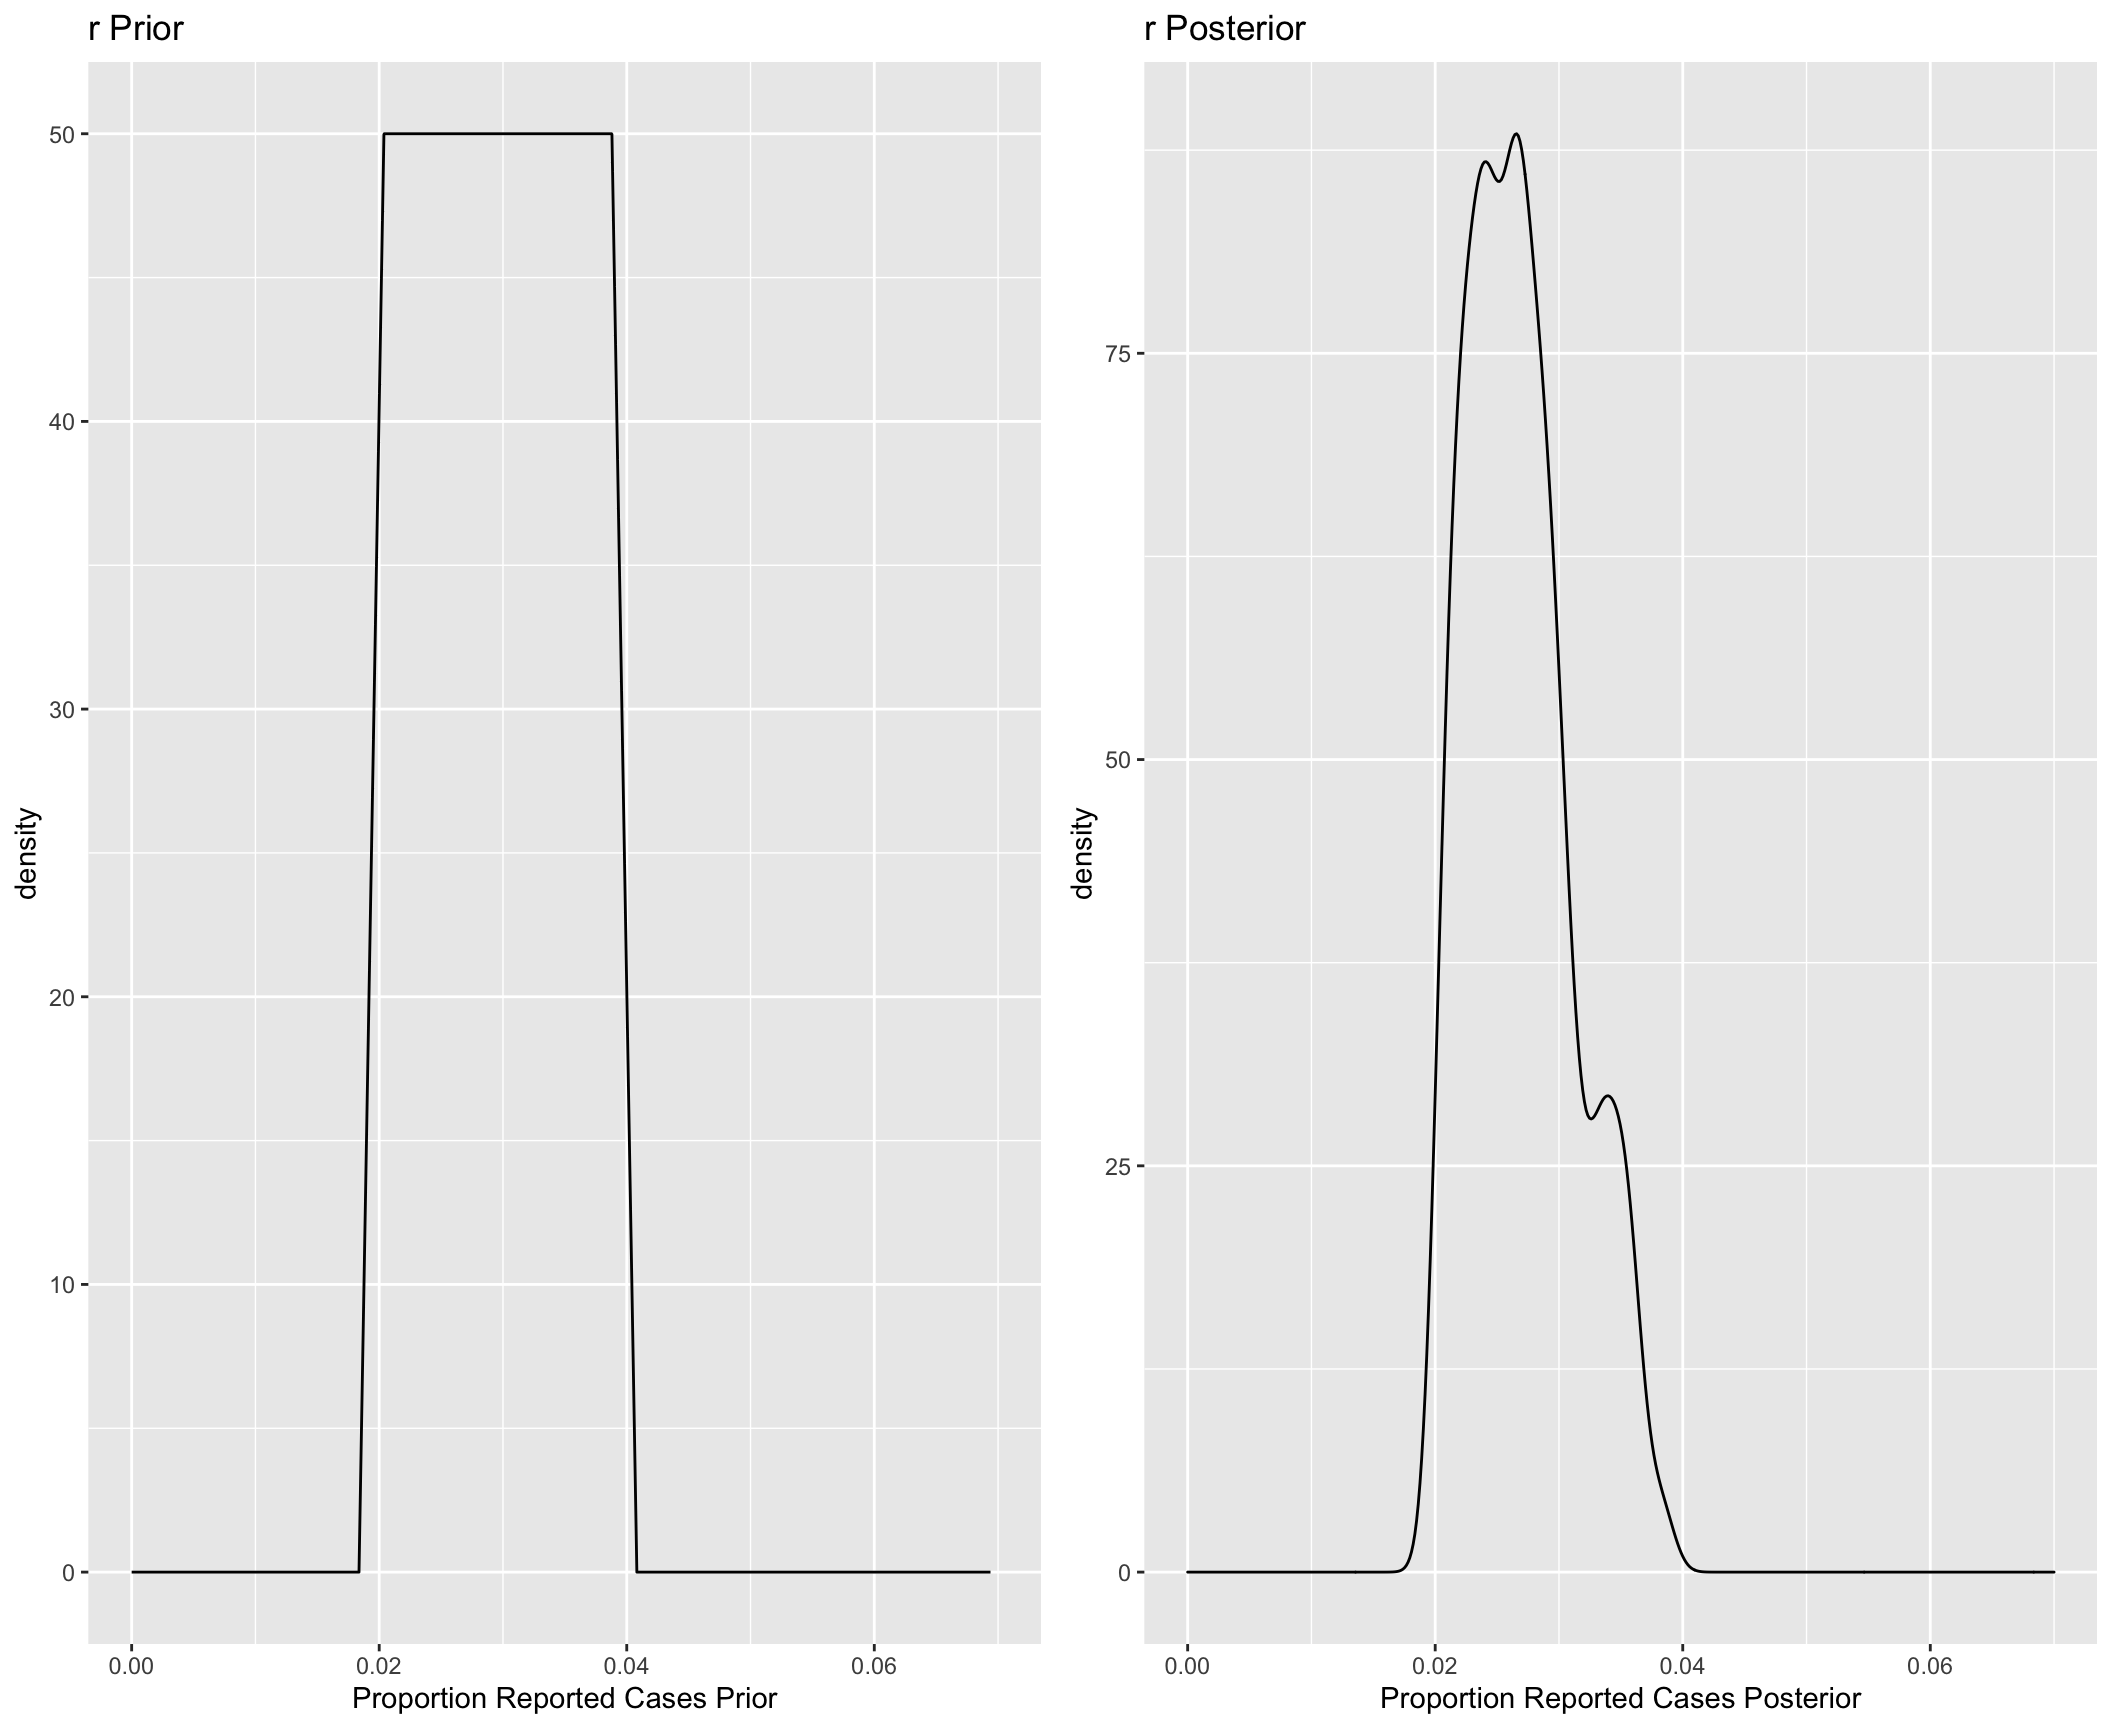 r Prior
density
50
40
30
20
10
0
0.00 0.02 0.04 0.06
Proportion Reported Cases Prior
r Posterior
density
75
50
25
0
0.00 0.02 0.04 0.06
Proportion Reported Cases Posterior